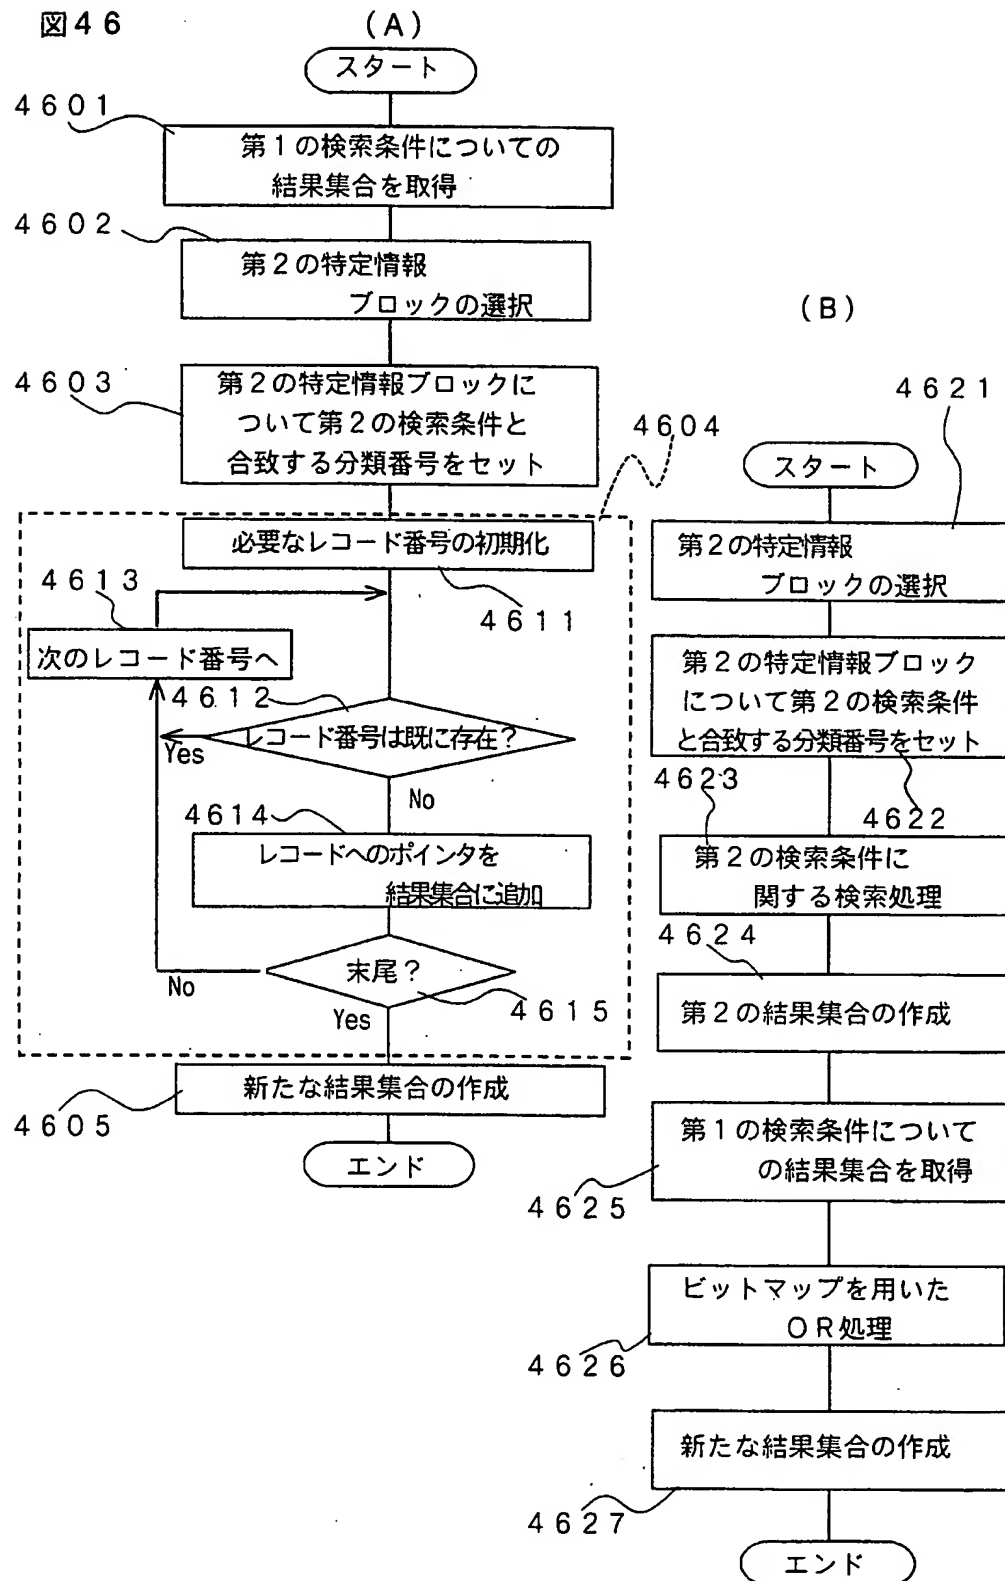 図46
(A)
スタート
4601
第1の検索条件についての
結果集合を取得
4602
第2の特定情報
ブロックの選択
4603
第2の特定情報ブロックに
ついて第2の検索条件と
合致する分類番号をセット
4604
必要なレコード番号の初期化
4611
4613
次のレコード番号へ
4612
レコード番号は既に存在?
Yes
No
4614
レコードへのポインタを
結果集合に追加
末尾?
No
4615
Yes
新たな結果集合の作成
4605
エンド
(B)
4621
スタート
第2の特定情報
ブロックの選択
第2の特定情報ブロック
について第2の検索条件
と合致する分類番号をセット
4623
4622
第2の検索条件に
関する検索処理
4624
第2の結果集合の作成
第1の検索条件について
の結果集合を取得
4625
ビットマップを用いた
OR処理
4626
新たな結果集合の作成
4627
エンド